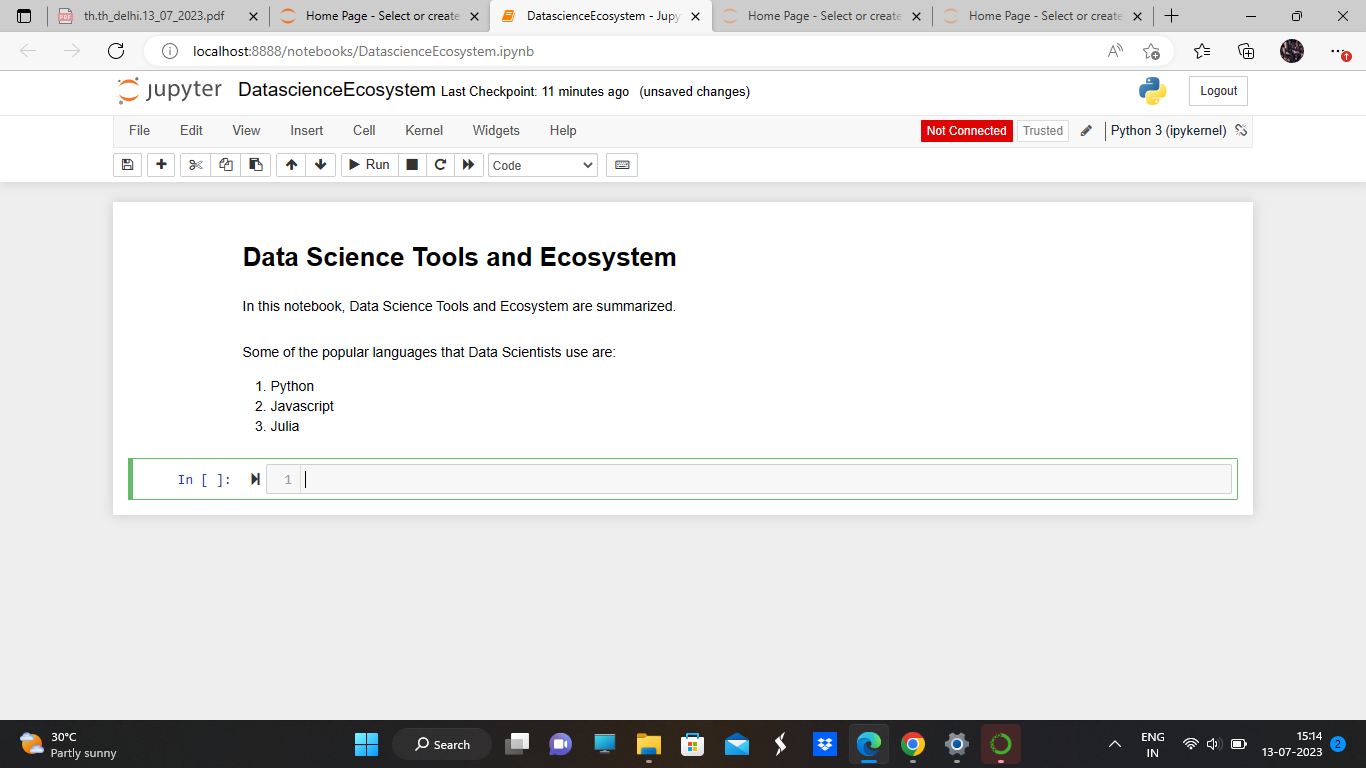 th.th_delhi.13_07_2023.pdf
Home Page - Select or create
DatascienceEcosystem - Jupy
Home Page - Select or create
Home Page - Select or create
localhost:8888/notebooks/DatascienceEcosystem.ipynb
jupyter DatascienceEcosystem Last Checkpoint: 11 minutes ago (unsaved changes) Logout
File Edit View Insert Cell Kernel Widgets Help Not Connected Trusted Python 3 (ipykernel)
Run Code
Data Science Tools and Ecosystem
In this notebook, Data Science Tools and Ecosystem are summarized.
Some of the popular languages that Data Scientists use are:
1. Python
2. Javascript
3. Julia
In [ ]: 1
30°C
Partly sunny
Search
ENG
IN
15:14
13-07-2023
2